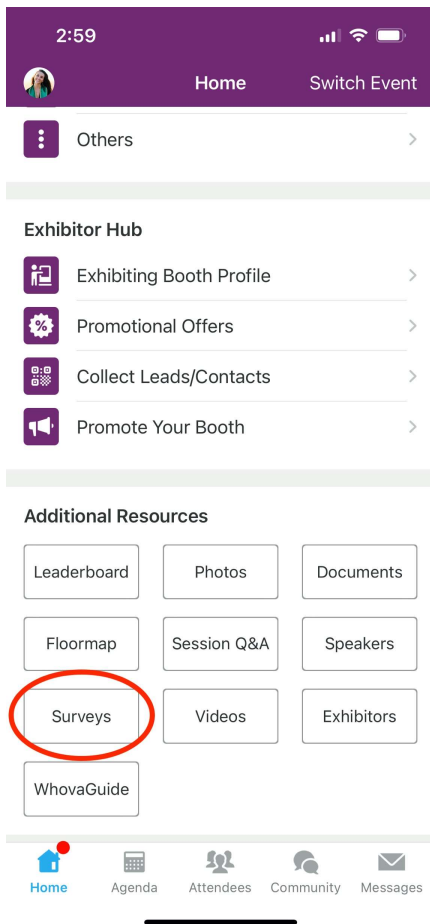 2:59
Home Switch Event
Others
Exhibitor Hub
Exhibiting Booth Profile
Promotional Offers
Collect Leads/Contacts
Promote Your Booth
Additional Resources
Leaderboard Photos Documents
Floormap Session Q&A Speakers
Surveys Videos Exhibitors
WhovaGuide
Home Agenda Attendees Community Messages